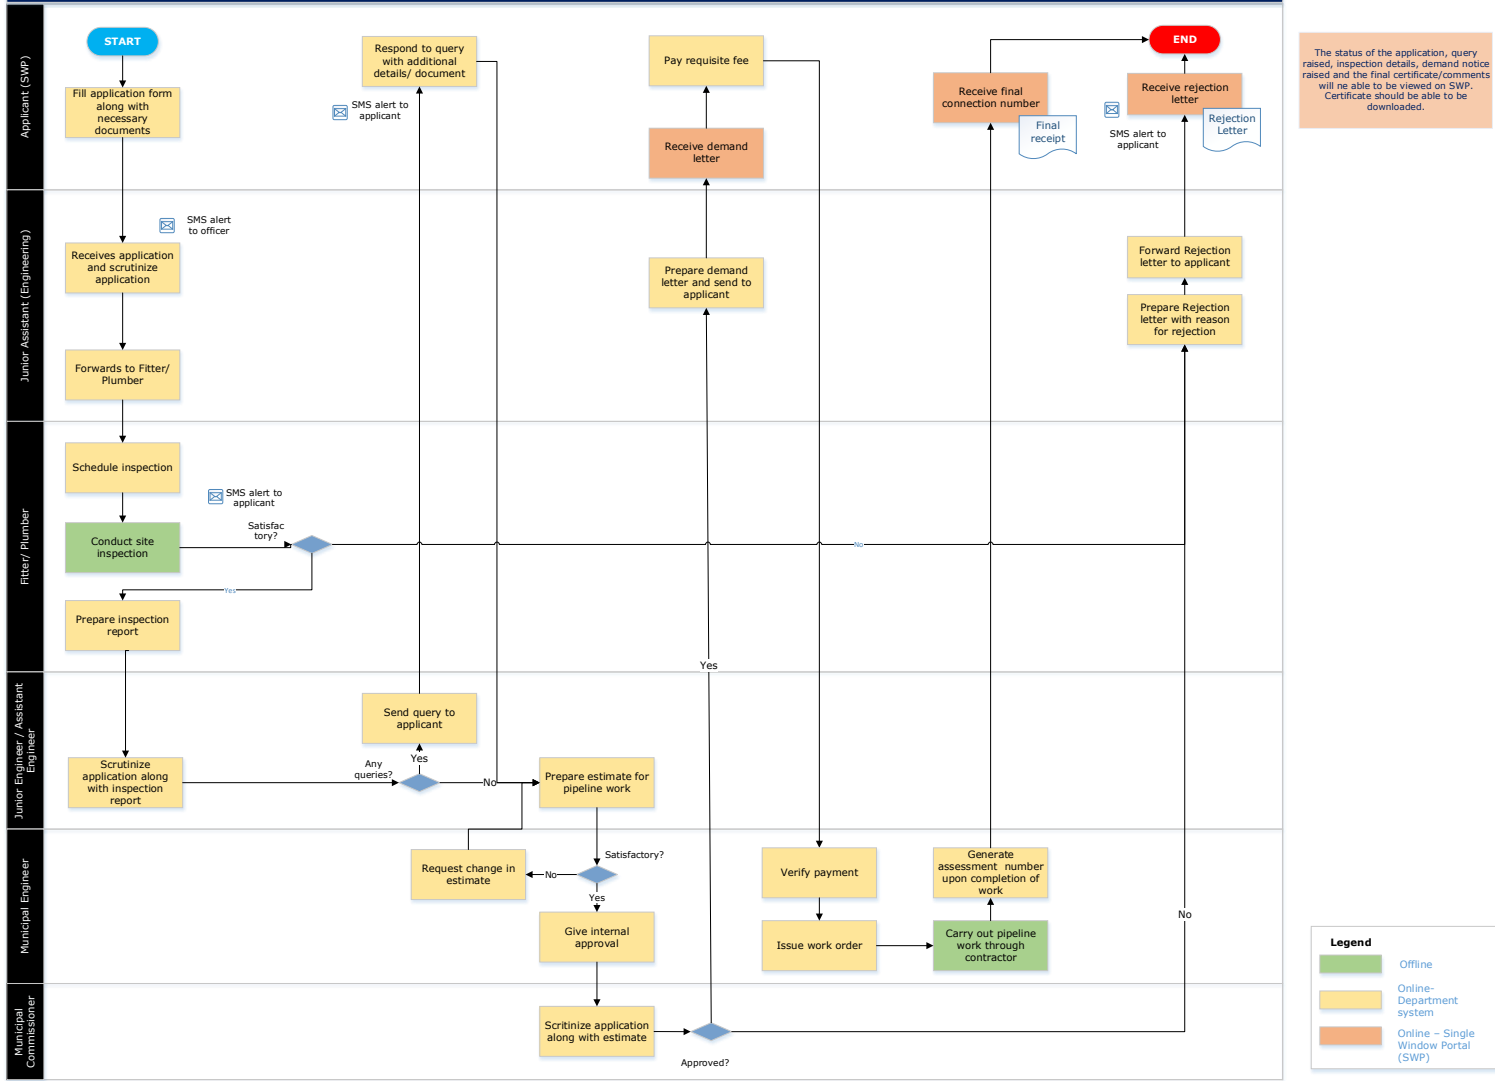 Applicant (SWP)
START
Fill application form
along with
necessary
documents
Respond to query
with additional
details/ document
SMS alert to
applicant
Pay requisite fee
Receive demand
letter
Receive final
connection number
Final
receipt
END
Receive rejection
letter
Rejection
Letter
SMS alert to
applicant
The status of the application, query
raised, inspection details, demand notice
raised and the final certificate/comments
will ne able to be viewed on SWP.
Certificate should be able to be
downloaded.
Junior Assistant (Engineering)
SMS alert
to officer
Receives application
and scrutinize
application
Forwards to Fitter/
Plumber
Prepare demand
letter and send to
applicant
Forward Rejection
letter to applicant
Prepare Rejection
letter with reason
for rejection
Fitter/ Plumber
Schedule inspection
SMS alert to
applicant
Conduct site
inspection
Satisfac
tory?
No
Yes
Prepare inspection
report
Yes
Junior Engineer / Assistant
Engineer
Send query to
applicant
Yes
Scrutinize
application along
with inspection
report
Any
queries?
No
Prepare estimate for
pipeline work
Municipal Engineer
Request change in
estimate
No
Satisfactory?
Yes
Give internal
approval
Verify payment
Issue work order
Generate
assessment  number
upon completion of
work
Carry out pipeline
work through
contractor
No
Municipal
Commissioner
Scritinize application
along with estimate
Approved?
Legend
Offline
Online-
Department
system
Online – Single
Window Portal
(SWP)